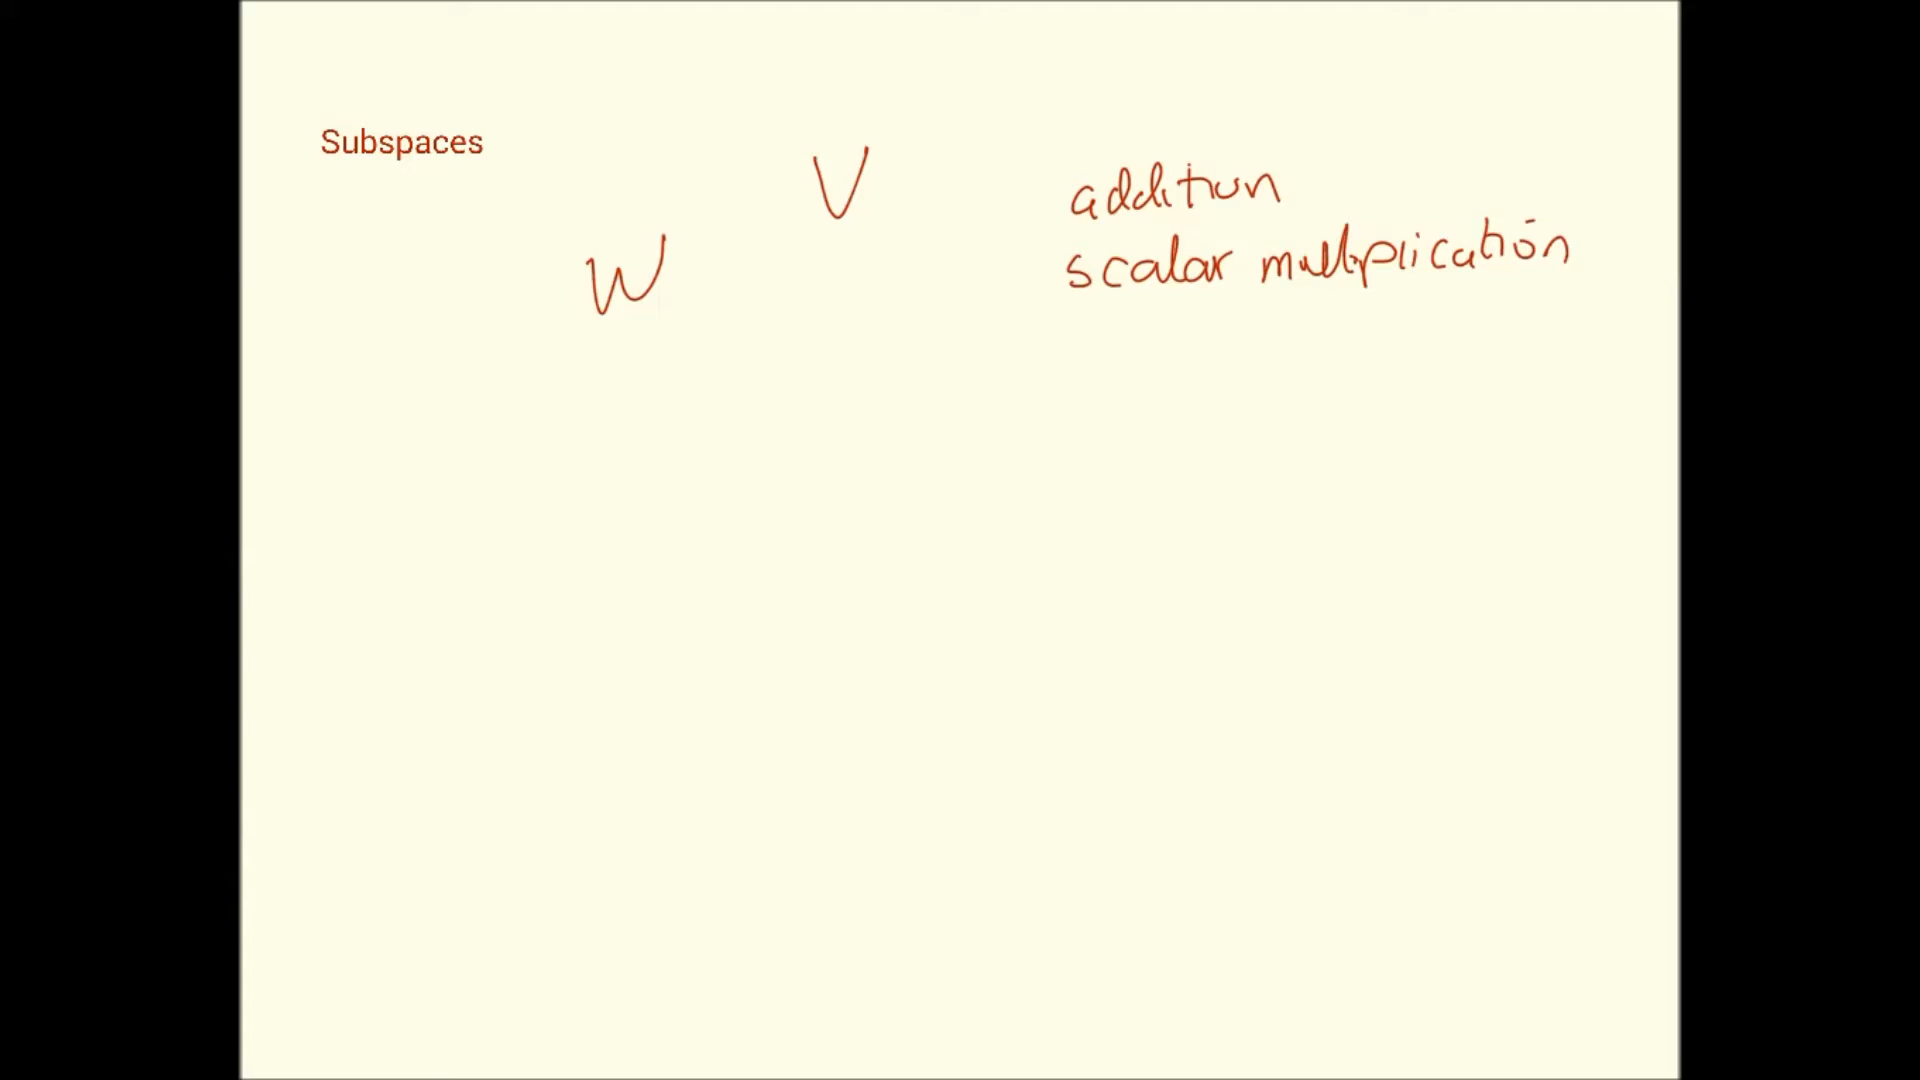 Subspaces
V
addition
W
scalar multiplication